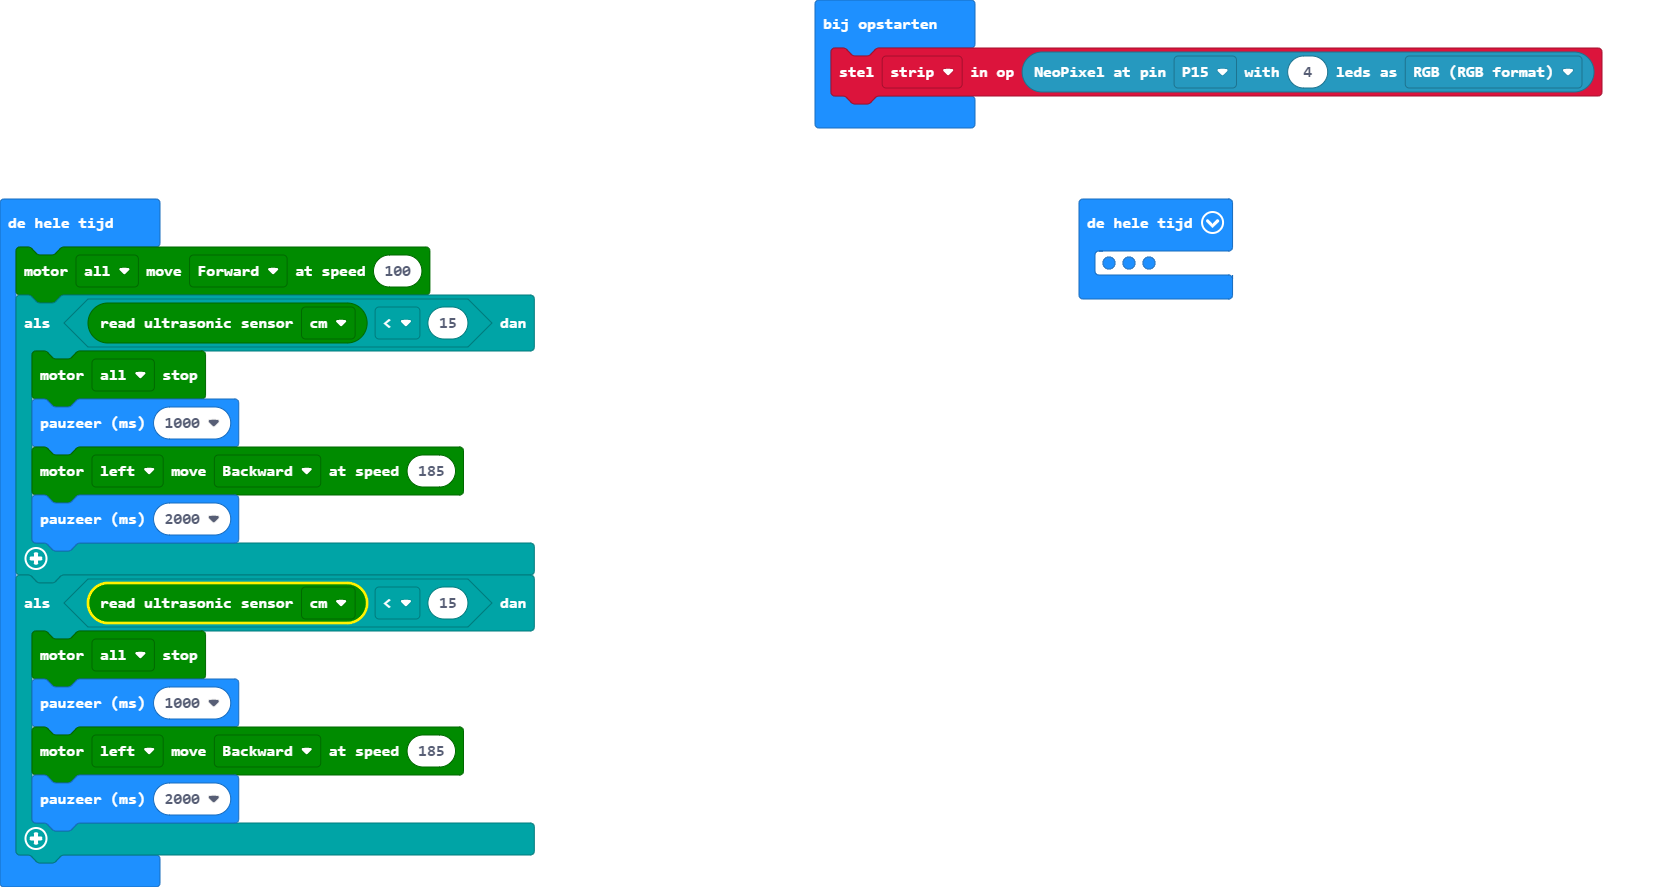 bij opstarten
stel strip in op NeoPixel at pin P15 with 4 leds as RGB (RGB format)
de hele tijd
motor all move Forward at speed 100
als read ultrasonic sensor cm < 15 dan
motor all stop
pauzeer (ms) 1000
motor left move Backward at speed 185
pauzeer (ms) 2000
als read ultrasonic sensor cm < 15 dan
motor all stop
pauzeer (ms) 1000
motor left move Backward at speed 185
pauzeer (ms) 2000
de hele tijd